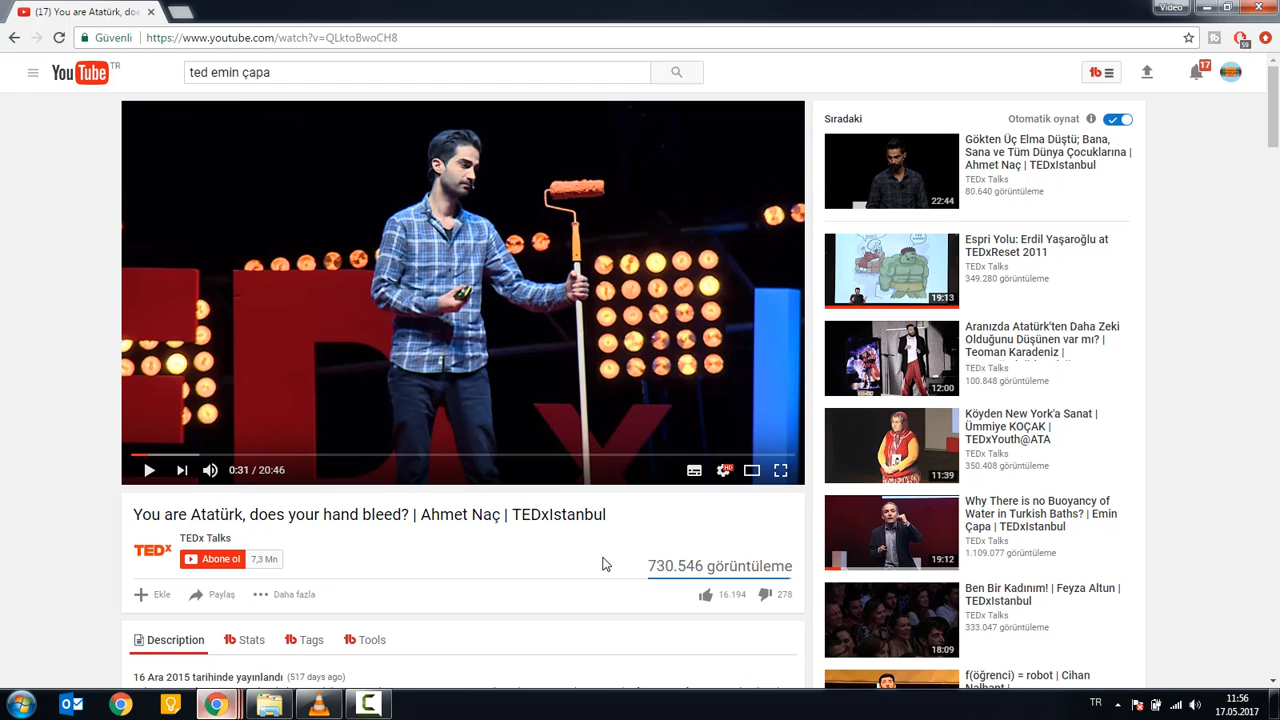 (17) You are Atatürk, doe
Video
Güvenli
https://www.youtube.com/watch?v=QLktoBwoCH8
59
YouTube TR
ted emin çapa
tb
17
0:31 / 20:46
HD
You are Atatürk, does your hand bleed? | Ahmet Naç | TEDxIstanbul
TEDx
TEDx Talks
Abone ol 7,3 Mn
730.546 görüntüleme
Ekle Paylaş Daha fazla 16.194 278
Description tb Stats tb Tags tb Tools
16 Ara 2015 tarihinde yayınlandı (517 days ago)
Sıradaki Otomatik oynat
22:44
Gökten Üç Elma Düştü; Bana,
Sana ve Tüm Dünya Çocuklarına |
Ahmet Naç | TEDxIstanbul
TEDx Talks
80.640 görüntüleme
19:13
Espri Yolu: Erdil Yaşaroğlu at
TEDxReset 2011
TEDx Talks
349.280 görüntüleme
12:00
Aranızda Atatürk'ten Daha Zeki
Olduğunu Düşünen var mı? |
Teoman Karadeniz |
TEDx Talks
100.848 görüntüleme
11:39
Köyden New York'a Sanat |
Ümmiye KOÇAK |
TEDxYouth@ATA
TEDx Talks
350.408 görüntüleme
19:12
Why There is no Buoyancy of
Water in Turkish Baths? | Emin
Çapa | TEDxIstanbul
TEDx Talks
1.109.077 görüntüleme
18:09
Ben Bir Kadınım! | Feyza Altun |
TEDxIstanbul
TEDx Talks
333.047 görüntüleme
f(öğrenci) = robot | Cihan
TR
11:56
17.05.2017